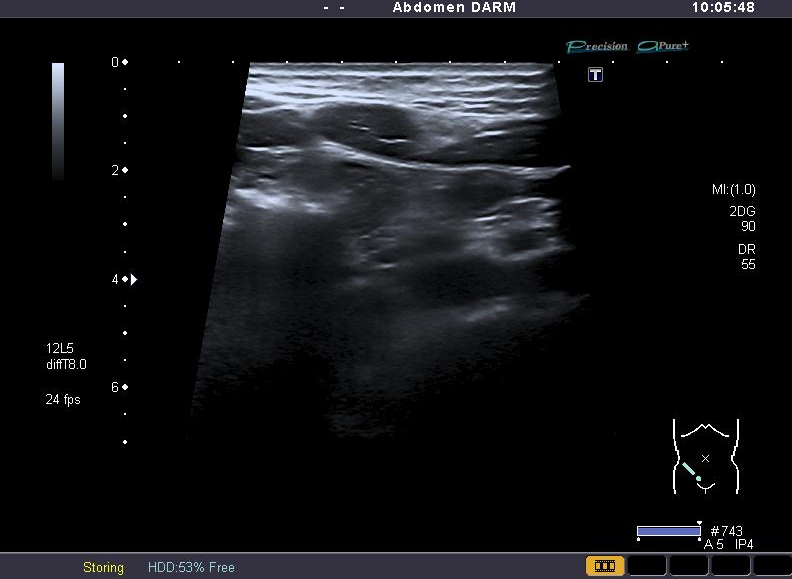 - - Abdomen DARM 10:05:48
Precision APure+
T
0
2
4
6
MI:(1.0)
2DG
90
DR
55
12L5
diffT8.0
24 fps
#743
A 5 IP4
Storing HDD:53% Free